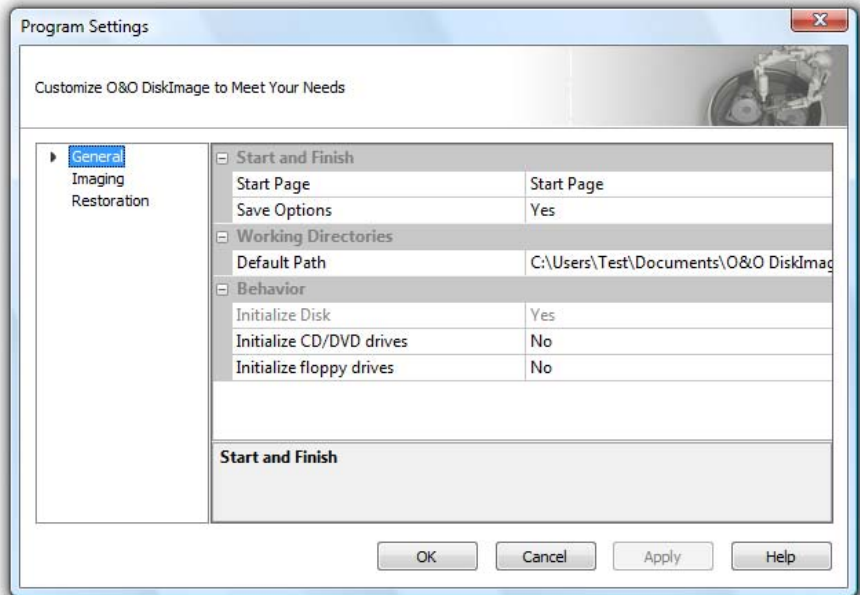 Program Settings
Customize O&O DiskImage to Meet Your Needs
General
Imaging
Restoration
Start and Finish
Start Page Start Page
Save Options Yes
Working Directories
Default Path C:\Users\Test\Documents\O&O DiskImag
Behavior
Initialize Disk Yes
Initialize CD/DVD drives No
Initialize floppy drives No
Start and Finish
OK Cancel Apply Help